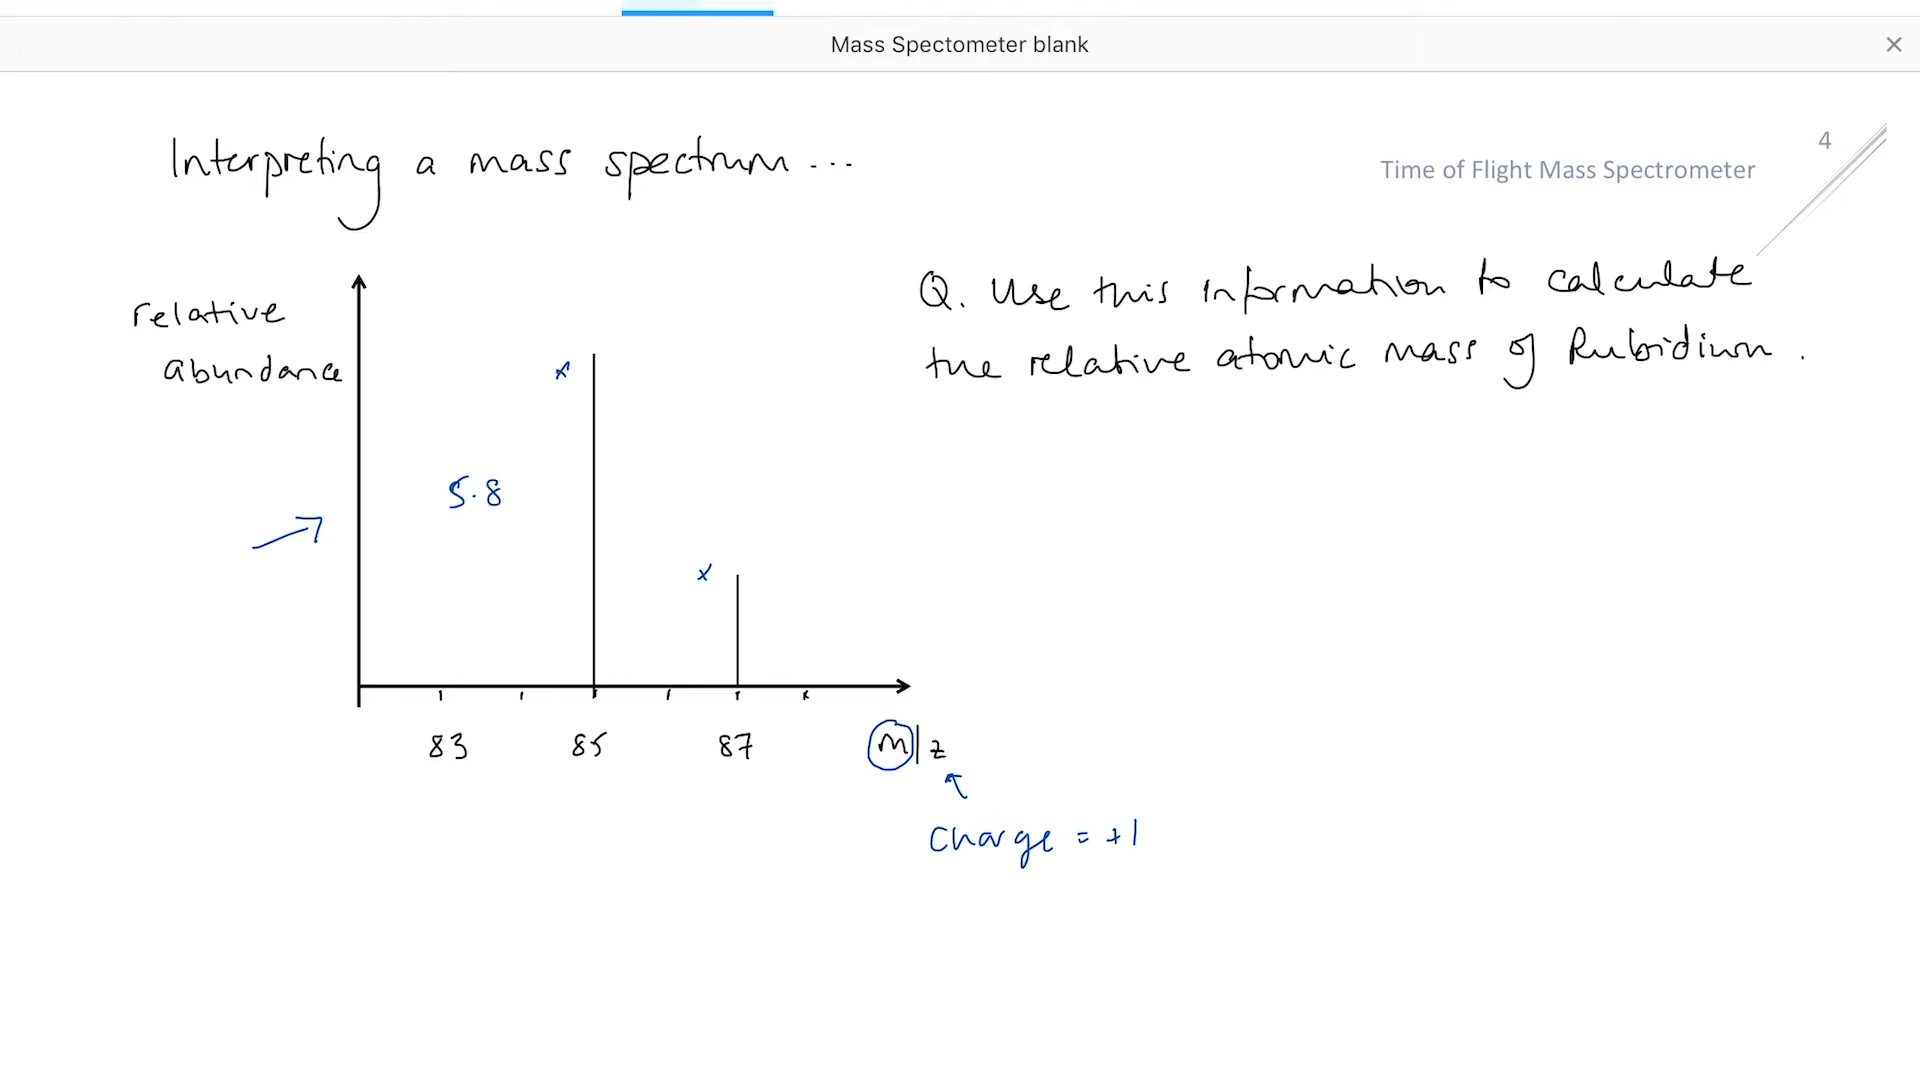 Mass Spectometer blank
Interpreting a mass spectrum...
4
Time of Flight Mass Spectrometer
Q. Use this information to calculate
the relative atomic mass of Rubidium.
relative
abundance
x
5.8
x
83 85 87 m/z
Charge = +1